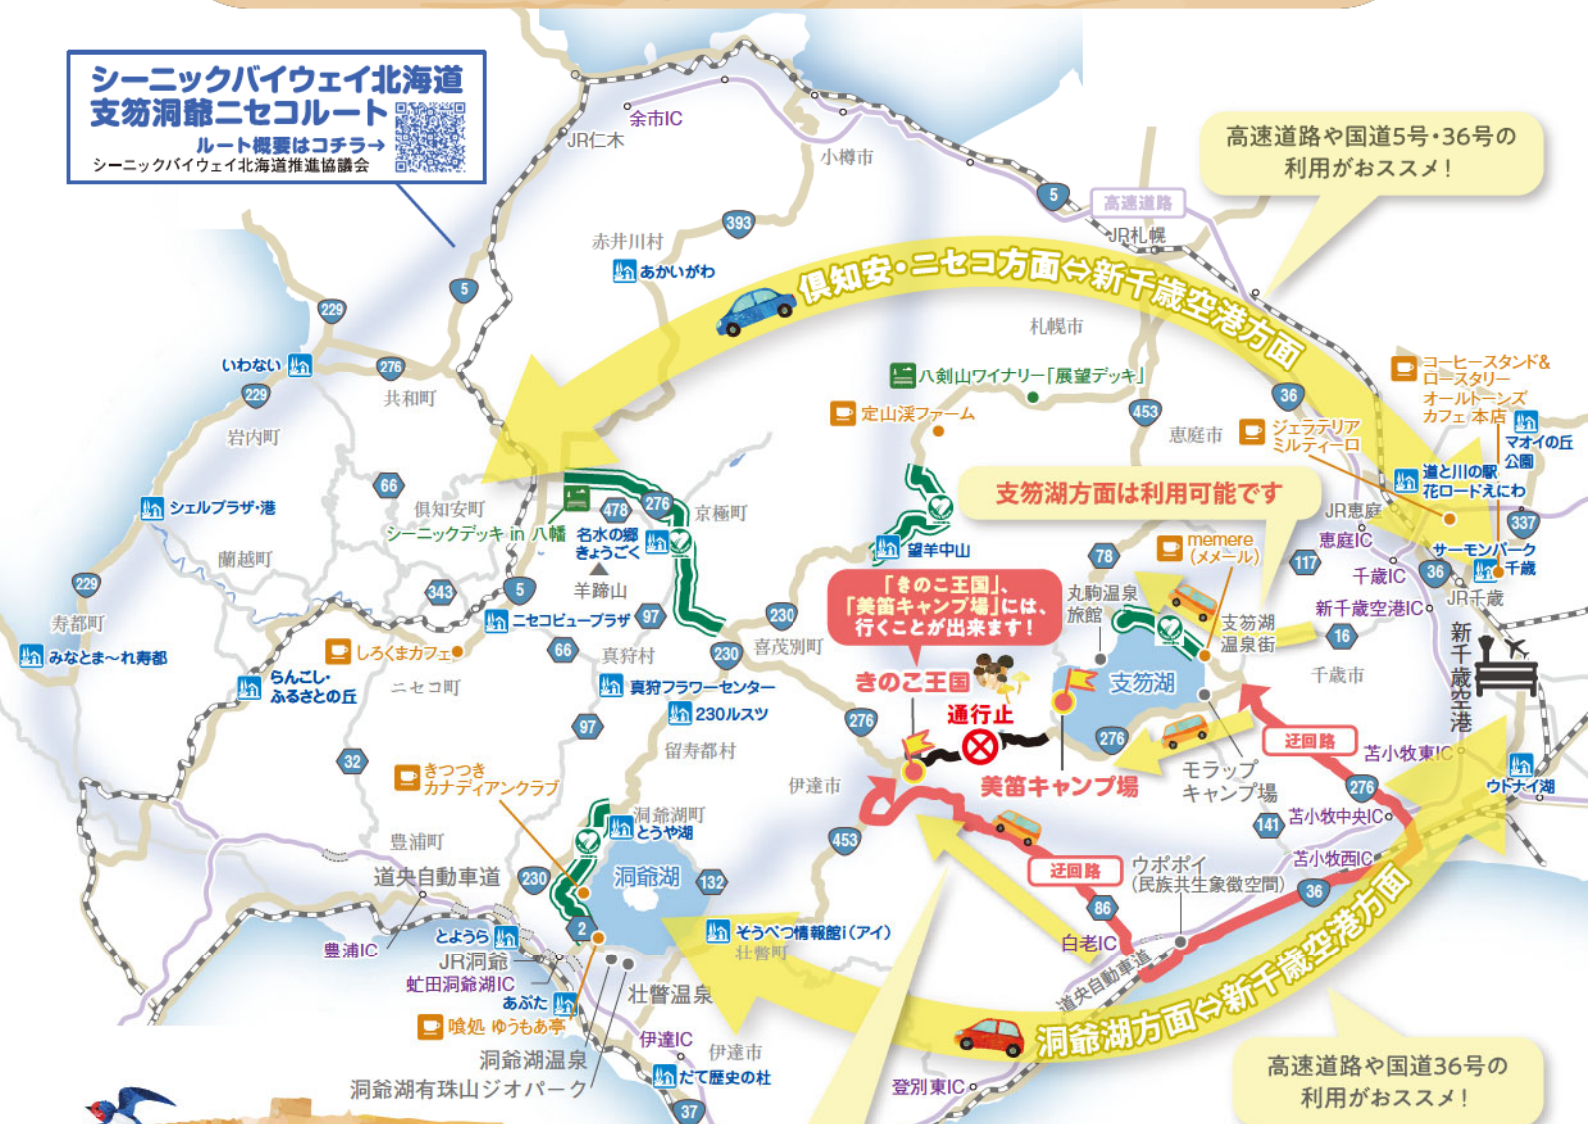 シーニックバイウェイ北海道
支笏洞爺ニセコルート
ルート概要はコチラ→
シーニックバイウェイ北海道推進協議会
余市IC
JR仁木
小樽市
高速道路や国道5号・36号の
利用がおススメ!
5
高速道路
JR札幌
393
赤井川村
あかいがわ
倶知安・ニセコ方面⇔新千歳空港方面
5
229
札幌市
いわない
276
共和町
229
岩内町
八剣山ワイナリー「展望デッキ」
定山渓ファーム
453
36
恵庭市
ジェラテリア
ミルティーロ
コーヒースタンド&
ロースタリー
オールトーンズ
カフェ 本店
マオイの丘
公園
道と川の駅
花ロードえにわ
66
シェルプラザ・港
倶知安町
シーニックデッキ in 八幡
478
276
京極町
名水の郷
きょうごく
羊蹄山
蘭越町
支笏湖方面は利用可能です
望羊中山
78
memere
(メメール)
117
JR恵庭
恵庭IC
337
サーモンパーク
千歳
千歳IC
36
JR千歳
新千歳空港IC
229
343
5
寿都町
ニセコビュープラザ
97
230
喜茂別町
「きのこ王国」、
「美笛キャンプ場」には、
行くことが出来ます!
丸駒温泉
旅館
支笏湖
温泉街
16
新千歳空港
みなとま~れ寿都
しろくまカフェ
66
真狩村
230
らんこし・
ふるさとの丘
ニセコ町
真狩フラワーセンター
きのこ王国
支笏湖
千歳市
97
230ルスツ
留寿都村
276
通行止
276
迂回路
苫小牧東IC
32
きつつき
カナディアンクラブ
伊達市
美笛キャンプ場
モラップ
キャンプ場
276
ウトナイ湖
141
苫小牧中央IC
洞爺湖町
とうや湖
豊浦町
453
苫小牧西IC
道央自動車道
230
洞爺湖
132
迂回路
ウポポイ
(民族共生象徴空間)
36
86
2
そうべつ情報館i(アイ)
壮瞥町
とようら
豊浦IC
JR洞爺
虻田洞爺湖IC
白老IC
道央自動車道
あぷた
壮瞥温泉
喰処 ゆうもあ亭
洞爺湖方面⇔新千歳空港方面
伊達IC
伊達市
洞爺湖温泉
だて歴史の杜
洞爺湖有珠山ジオパーク
登別東IC
高速道路や国道36号の
利用がおススメ!
37